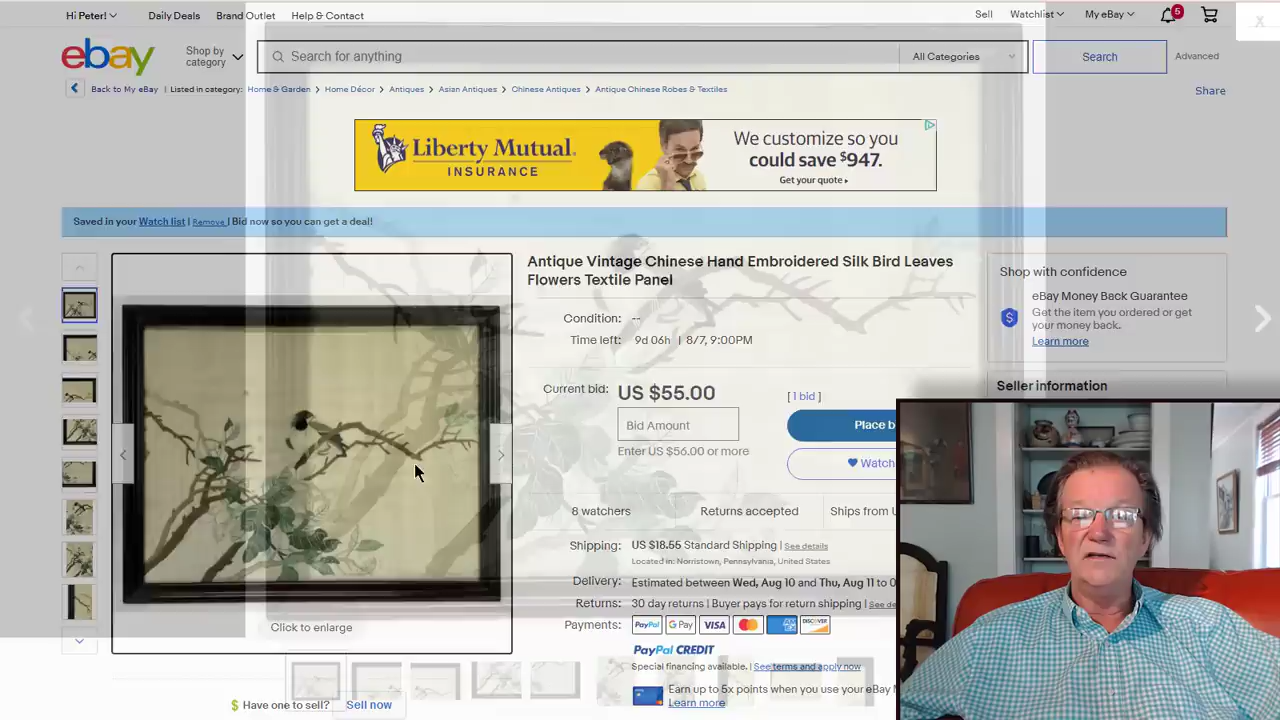 Hi Peter!
Daily Deals
Brand Outlet
Help & Contact
Sell
Watchlist
My eBay
5
X
ebay
Shop by
category
Search for anything
All Categories
Search
Advanced
Back to My eBay | Listed in category: Home & Garden > Home Décor > Antiques > Asian Antiques > Chinese Antiques > Antique Chinese Robes & Textiles
Share
Liberty Mutual
INSURANCE
We customize so you
could save $947.
Get your quote
Saved in your Watch list | Remove | Bid now so you can get a deal!
Antique Vintage Chinese Hand Embroidered Silk Bird Leaves
Flowers Textile Panel
Condition: --
Time left: 9d 06h | 8/7, 9:00PM
Current bid: US $55.00 [ 1 bid ]
Bid Amount
Place b
Enter US $56.00 or more
Watch
8 watchers
Returns accepted
Ships from U
Shipping: US $18.55 Standard Shipping | See details
Located in: Norristown, Pennsylvania, United States
Delivery: Estimated between Wed, Aug 10 and Thu, Aug 11 to 0
Returns: 30 day returns | Buyer pays for return shipping | See de
Payments: PayPal G Pay VISA DISCOVER
PayPal CREDIT
Special financing available. | See terms and apply now
Earn up to 5x points when you use your eBay M
Learn more
Shop with confidence
eBay Money Back Guarantee
Get the item you ordered or get
your money back.
Learn more
Seller information
Click to enlarge
$ Have one to sell? Sell now